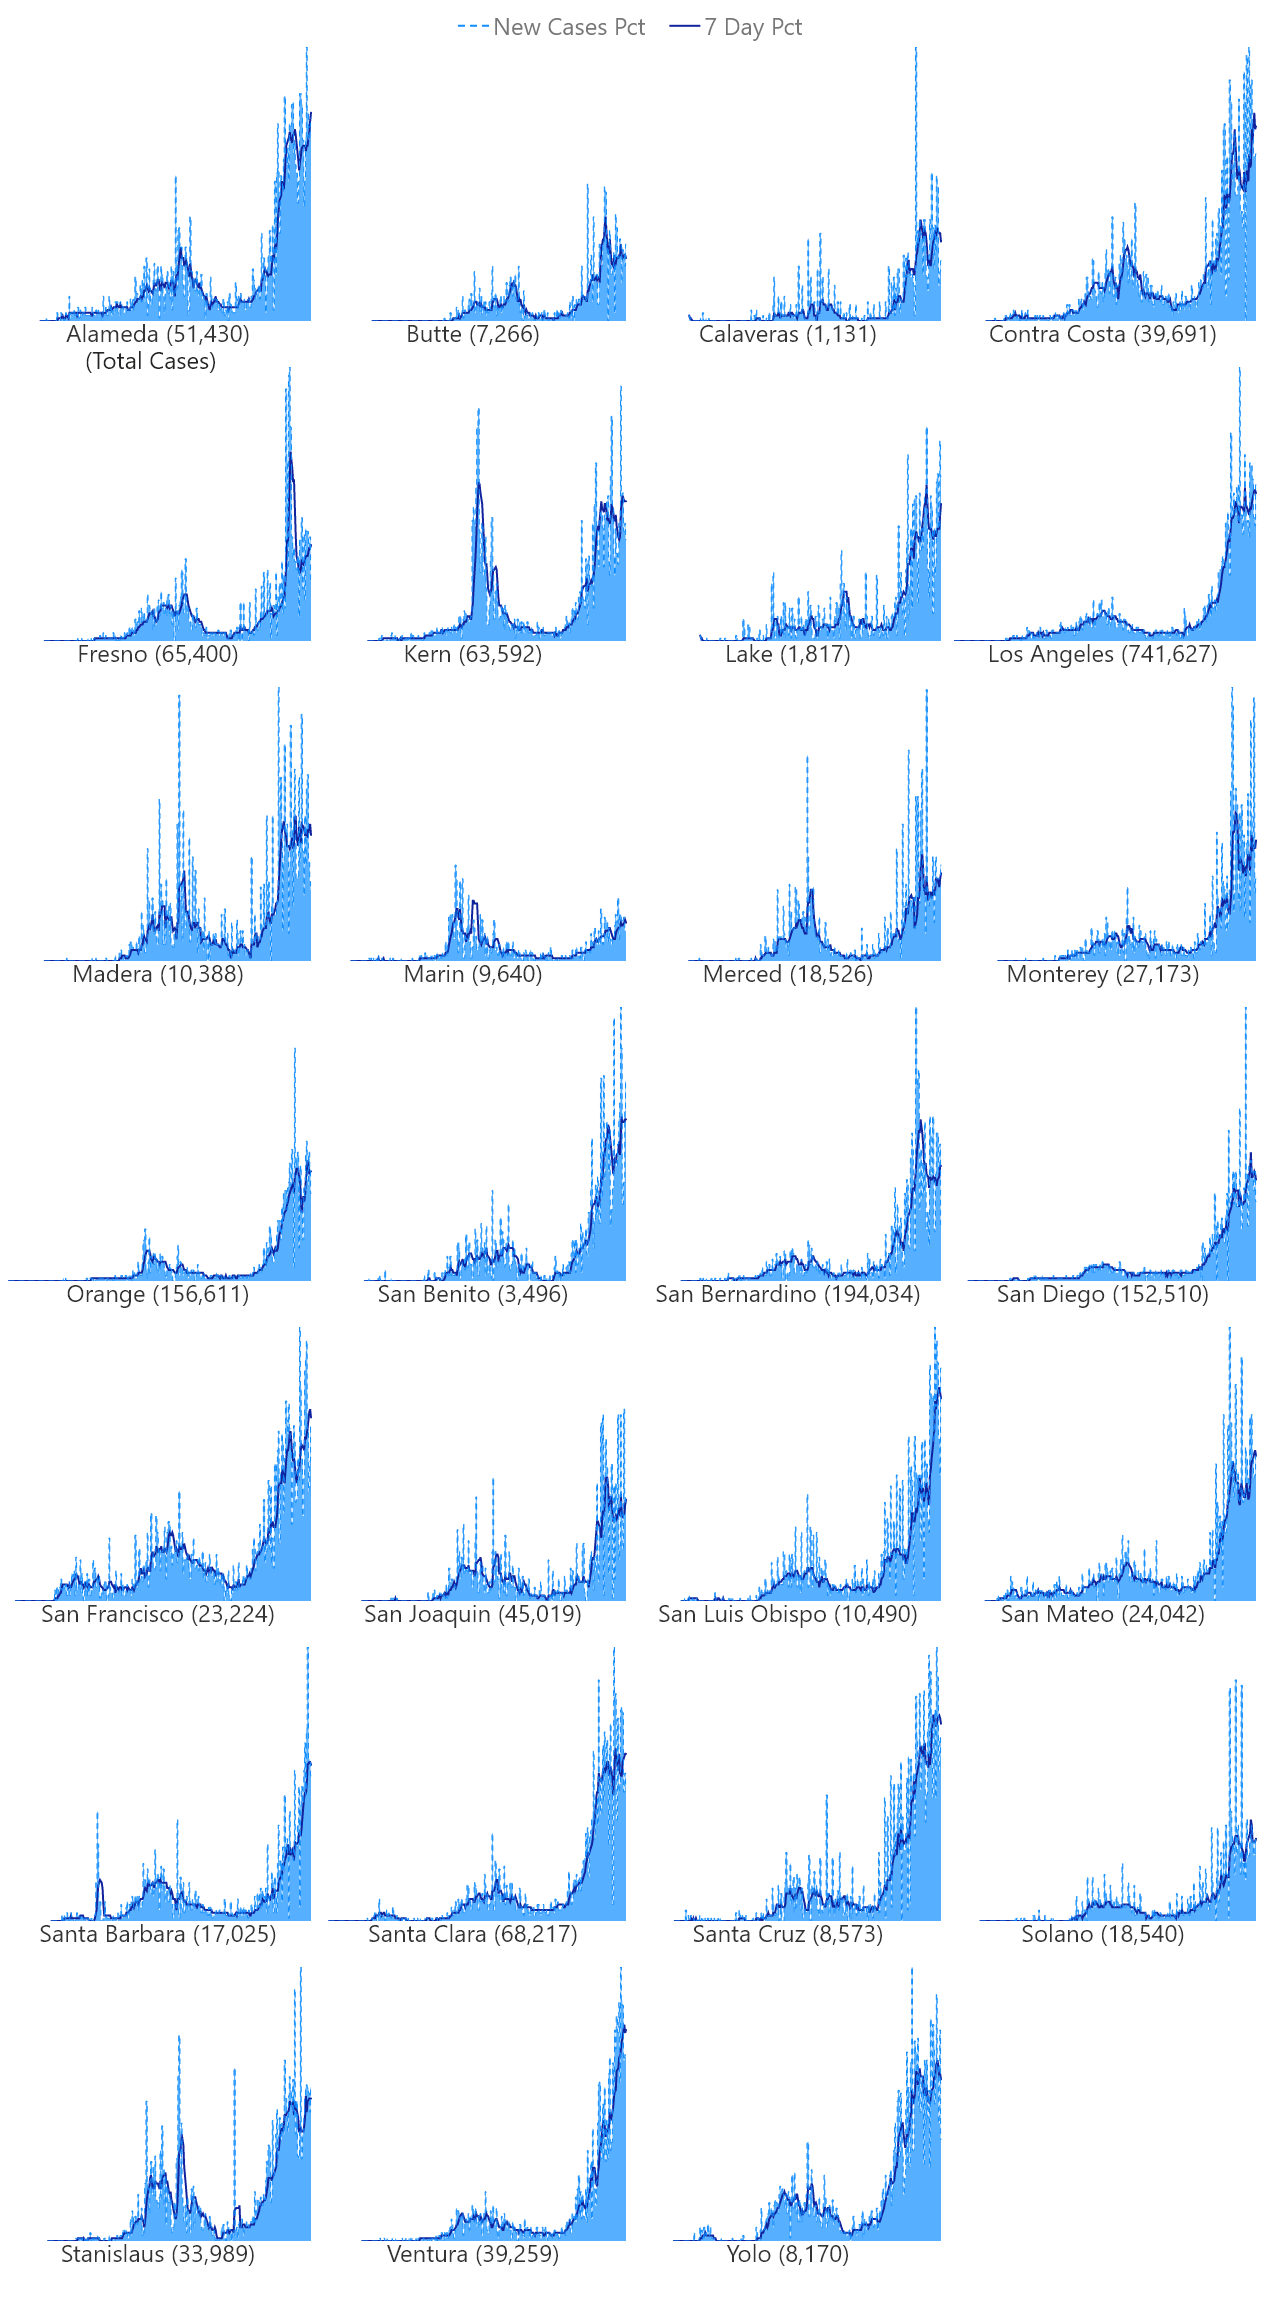 New Cases Pct 7 Day Pct
Alameda (51,430) Butte (7,266) Calaveras (1,131) Contra Costa (39,691)
(Total Cases)
Fresno (65,400) Kern (63,592) Lake (1,817) Los Angeles (741,627)
Madera (10,388) Marin (9,640) Merced (18,526) Monterey (27,173)
Orange (156,611) San Benito (3,496) San Bernardino (194,034) San Diego (152,510)
San Francisco (23,224) San Joaquin (45,019) San Luis Obispo (10,490) San Mateo (24,042)
Santa Barbara (17,025) Santa Clara (68,217) Santa Cruz (8,573) Solano (18,540)
Stanislaus (33,989) Ventura (39,259) Yolo (8,170)